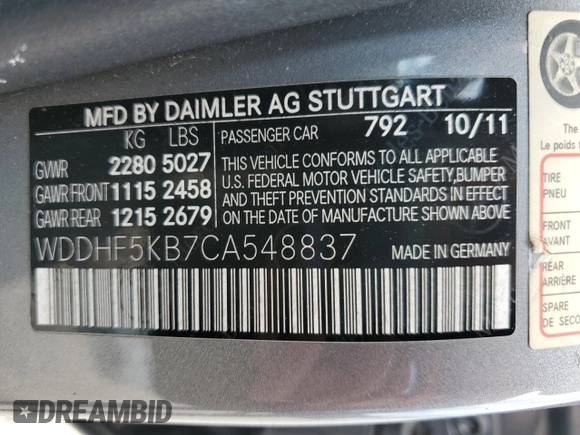 MFD BY DAIMLER AG STUTTGART
KG LBS
GVWR 2280 5027
GAWR FRONT 1115 2458
GAWR REAR 1215 2679
PASSENGER CAR 792 10/11
THIS VEHICLE CONFORMS TO ALL APPLICABLE
U.S. FEDERAL MOTOR VEHICLE SAFETY, BUMPER
AND THEFT PREVENTION STANDARDS IN EFFECT
ON THE DATE OF MANUFACTURE SHOWN ABOVE.
WDDHF5KB7CA548837
MADE IN GERMANY
The
Le poids
TIRE
PNEU
FRONT
AVANT
REAR
ARRIÈRE
SPARE
DE SECO
DREAMBID